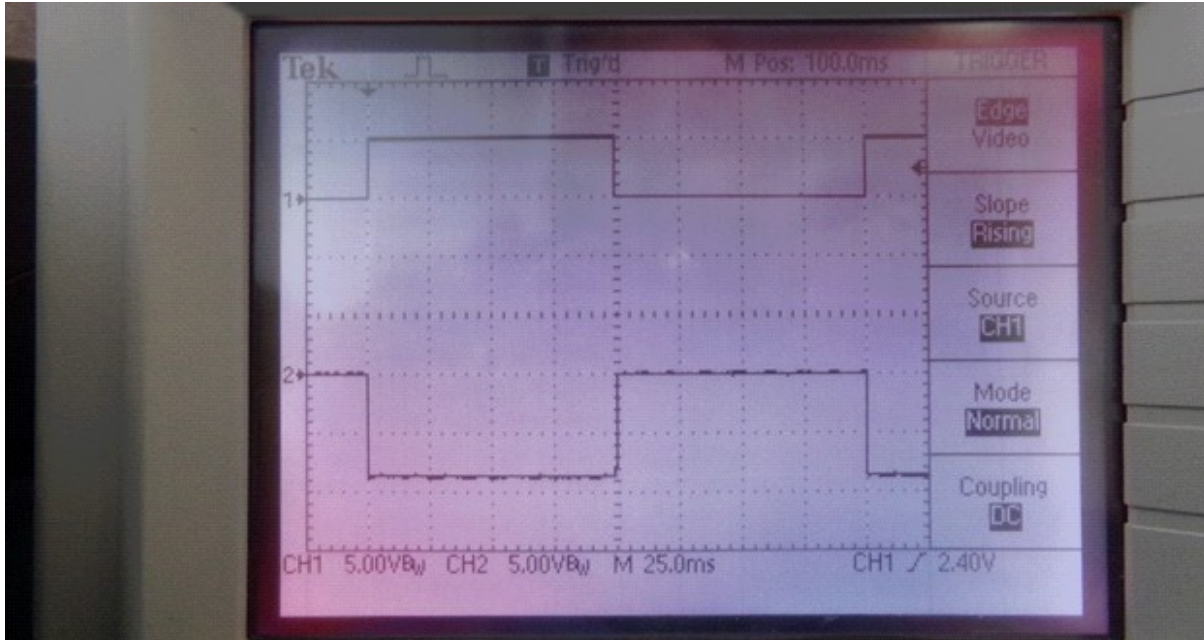 Tek T Trig'd M Pos: 100.0ms TRIGGER
Edge
Video
1
Slope
Rising
Source
CH1
2
Mode
Normal
Coupling
DC
CH1 5.00VBw CH2 5.00VBw M 25.0ms CH1 2.40V